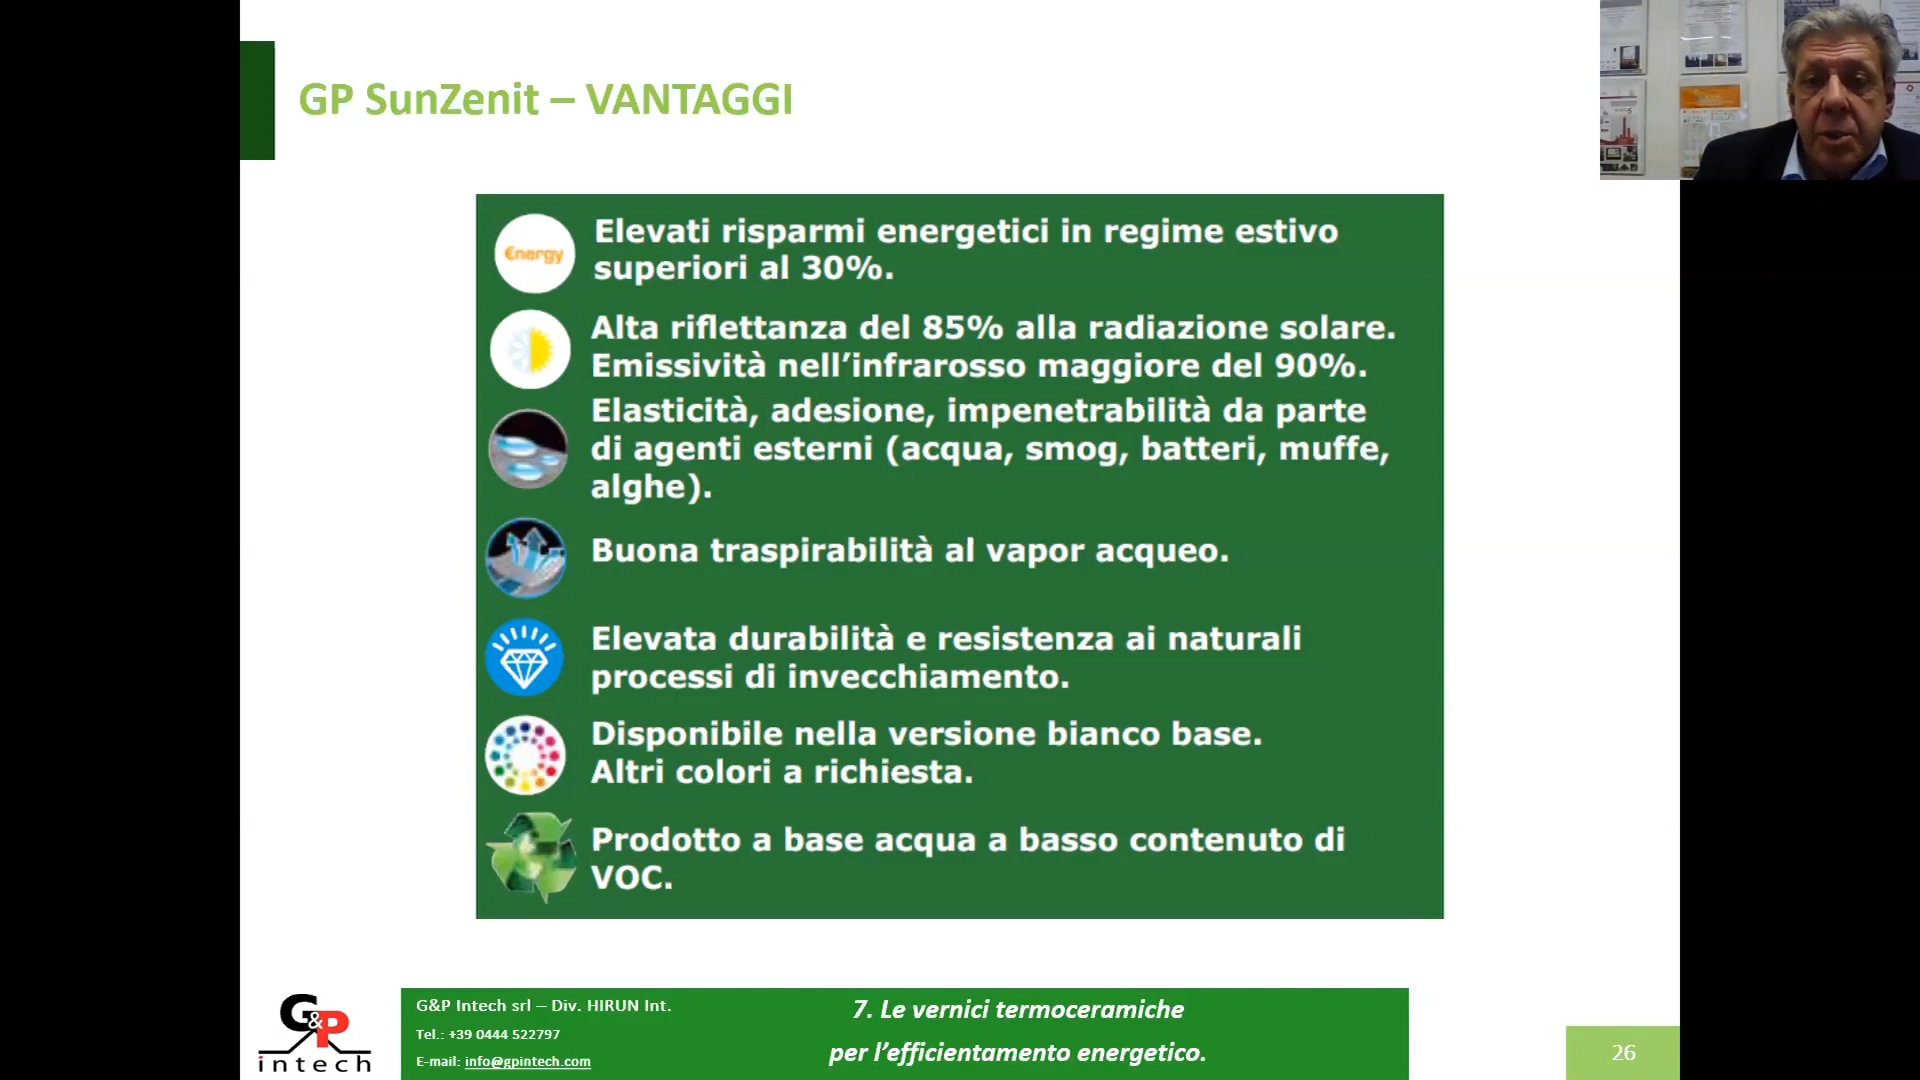 GP SunZenit – VANTAGGI
€nergy
Elevati risparmi energetici in regime estivo
superiori al 30%.
Alta riflettanza del 85% alla radiazione solare.
Emissività nell’infrarosso maggiore del 90%.
Elasticità, adesione, impenetrabilità da parte
di agenti esterni (acqua, smog, batteri, muffe,
alghe).
Buona traspirabilità al vapor acqueo.
Elevata durabilità e resistenza ai naturali
processi di invecchiamento.
Disponibile nella versione bianco base.
Altri colori a richiesta.
Prodotto a base acqua a basso contenuto di
VOC.
G&P
intech
G&P Intech srl – Div. HIRUN Int.
Tel.: +39 0444 522797
E-mail: info@gpintech.com
7. Le vernici termoceramiche
per l’efficientamento energetico.
26